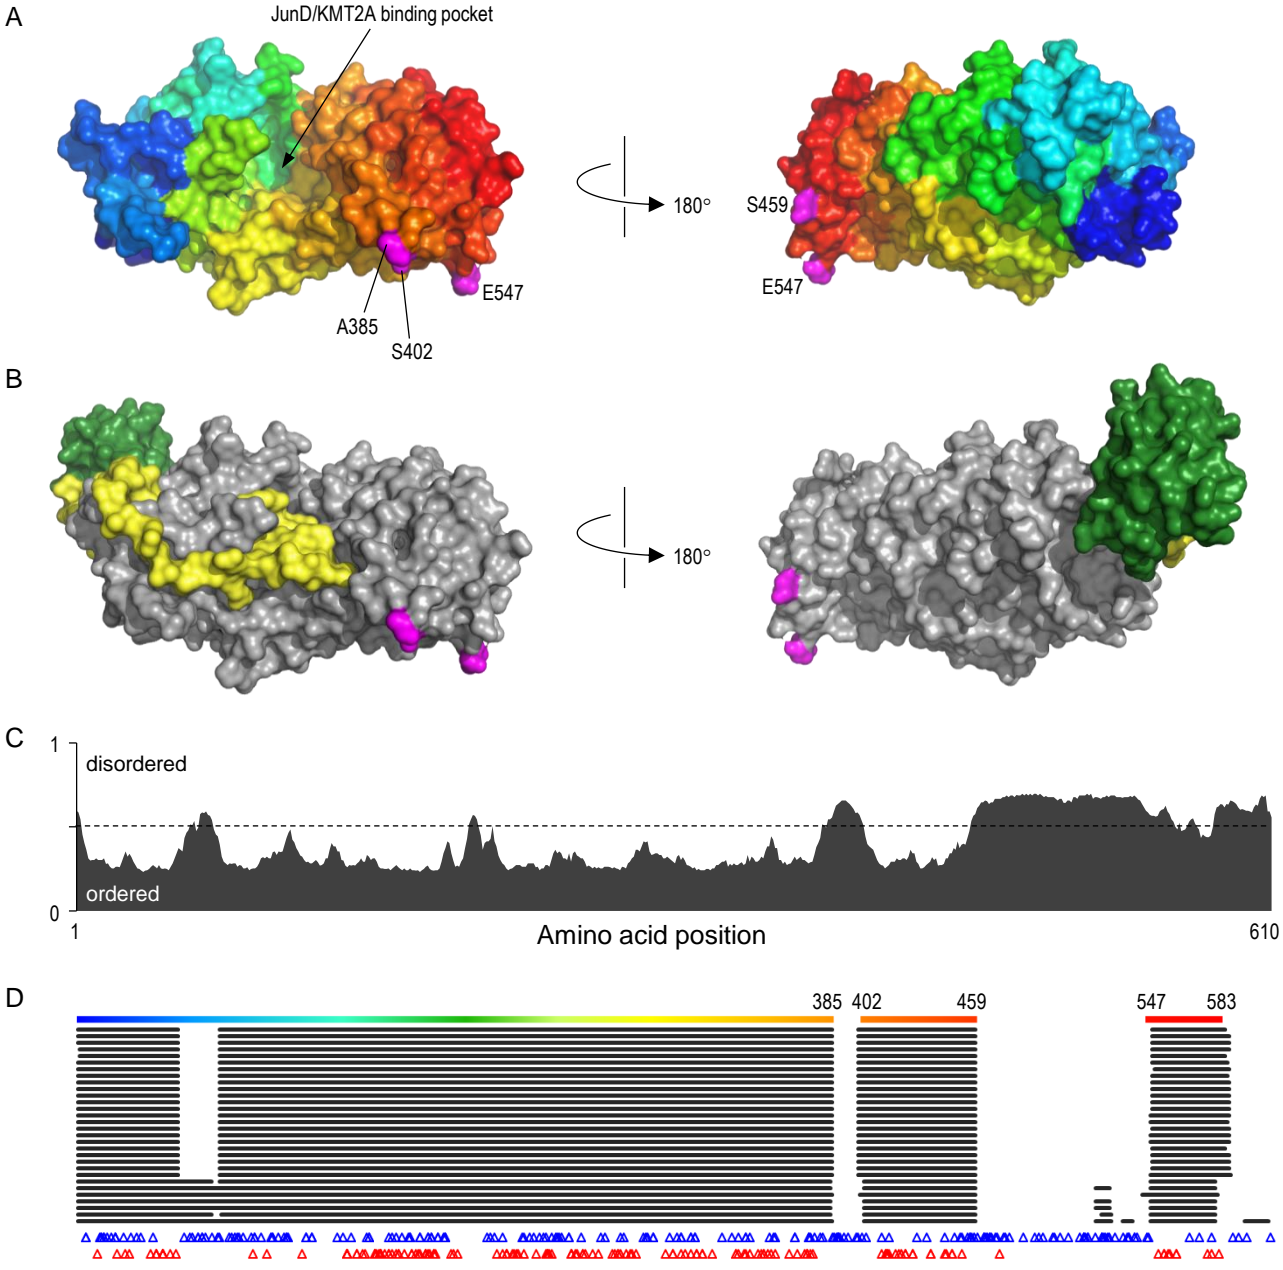 A
JunD/KMT2A binding pocket
180°
S459
E547
E547
A385
S402
B
180°
C
1
disordered
ordered
0
1
Amino acid position
610
D
385 402 459 547 583